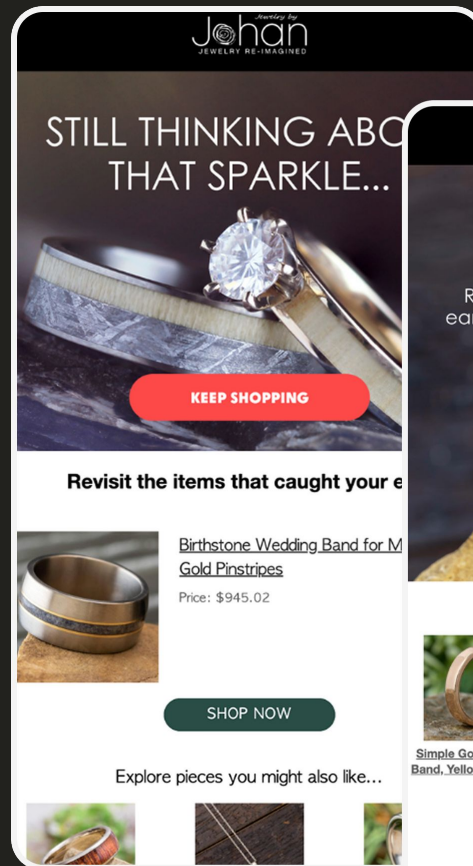 Jewelry by
Johan
JEWELRY RE-IMAGINED
STILL THINKING ABO
THAT SPARKLE...
KEEP SHOPPING
Revisit the items that caught your e
Birthstone Wedding Band for M
Gold Pinstripes
Price: $945.02
SHOP NOW
Explore pieces you might also like...
R
ear
Simple Go
Band, Yello